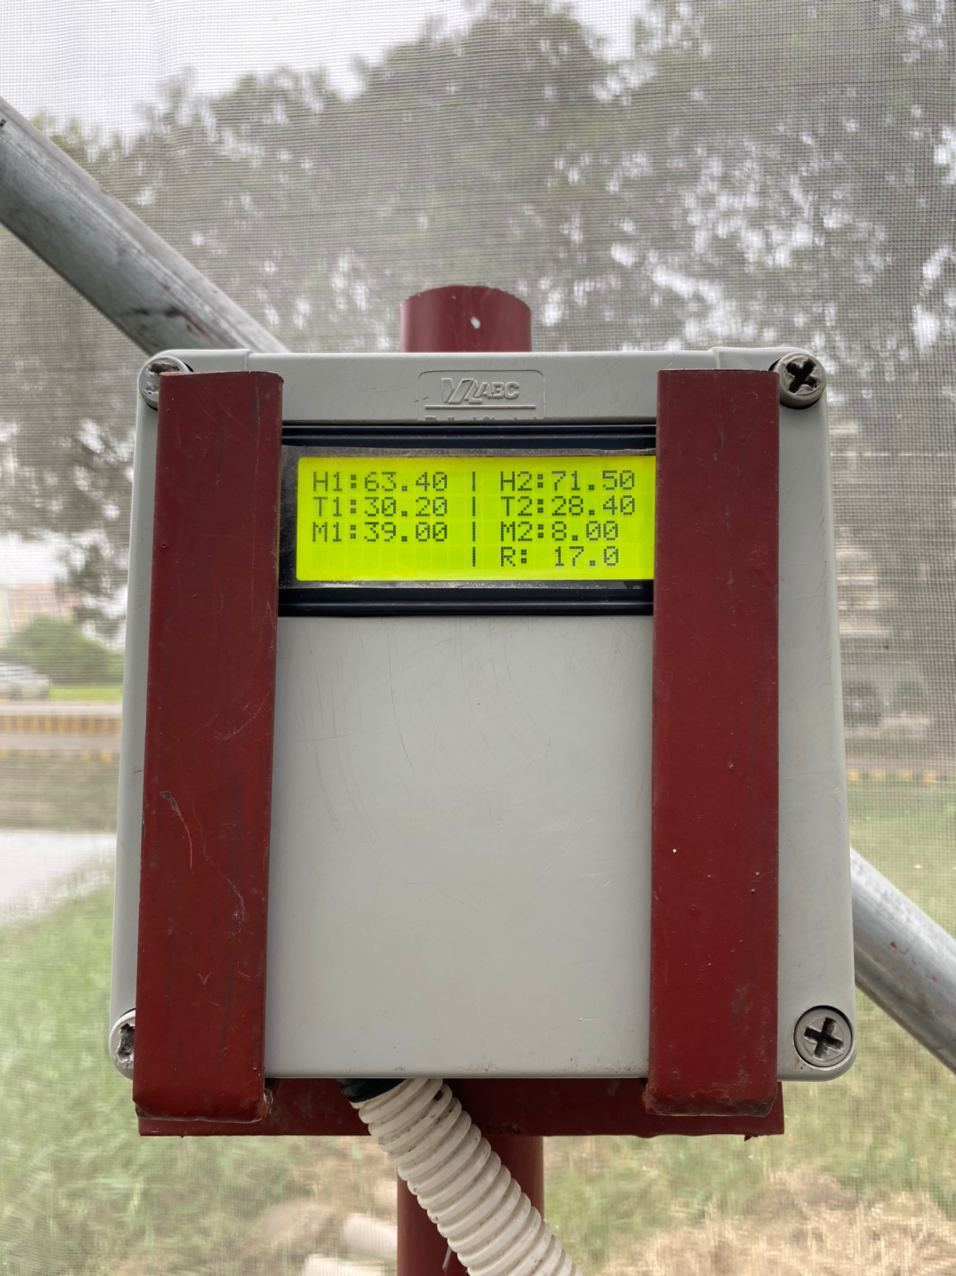 ABC
H1:63.40 | H2:71.50
T1:30.20 | T2:28.40
M1:39.00 | M2:8.00
| R: 17.0